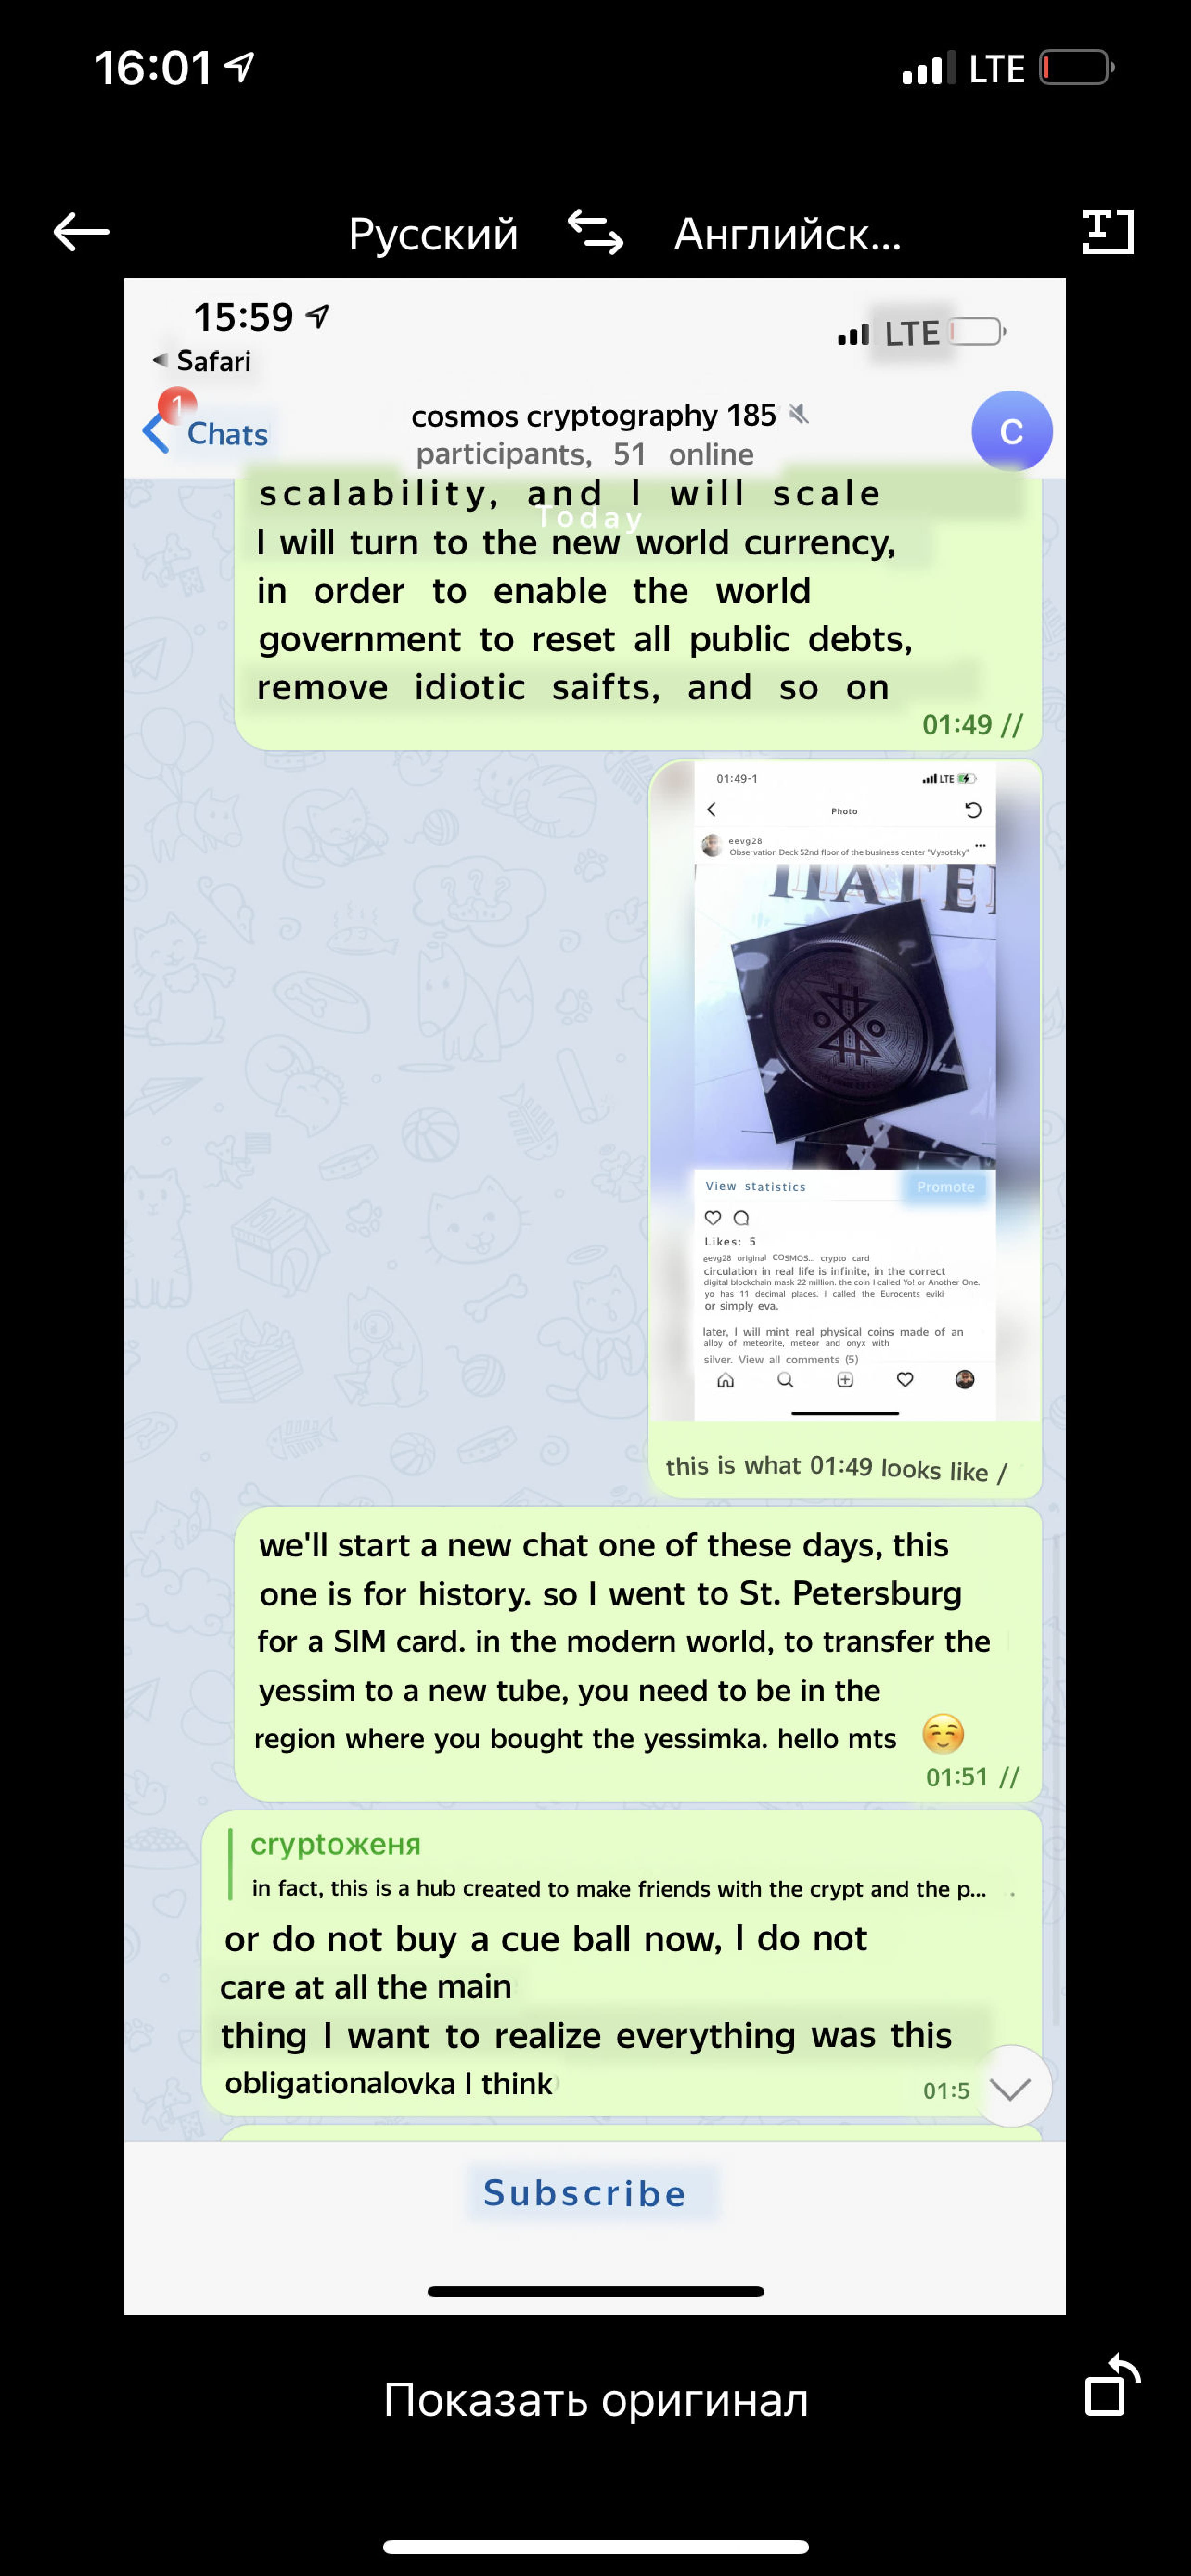 16:01
LTE
Русский
Английск...
15:59
LTE
Safari
1
Chats
cosmos cryptography 185
participants, 51 online
C
scalability, and I will scale
Today
I will turn to the new world currency,
in order to enable the world
government to reset all public debts,
remove idiotic saifts, and so on
01:49 //
01:49-1
LTE
Photo
eevg28
Observation Deck 52nd floor of the business center "Vysotsky"
View statistics
Promote
Likes: 5
eevg28 original COSMOS... crypto card
circulation in real life is infinite, in the correct
digital blockchain mask 22 million. the coin I called Yo! or Another One.
yo has 11 decimal places. I called the Eurocents eviki
or simply eva.
later, I will mint real physical coins made of an
alloy of meteorite, meteor and onyx with
silver. View all comments (5)
this is what 01:49 looks like /
we'll start a new chat one of these days, this
one is for history. so I went to St. Petersburg
for a SIM card. in the modern world, to transfer the
yessim to a new tube, you need to be in the
region where you bought the yessimka. hello mts
01:51 //
cryptoженя
in fact, this is a hub created to make friends with the crypt and the p...
or do not buy a cue ball now, I do not
care at all the main
thing I want to realize everything was this
obligationalovka I think
01:5
Subscribe
Показать оригинал